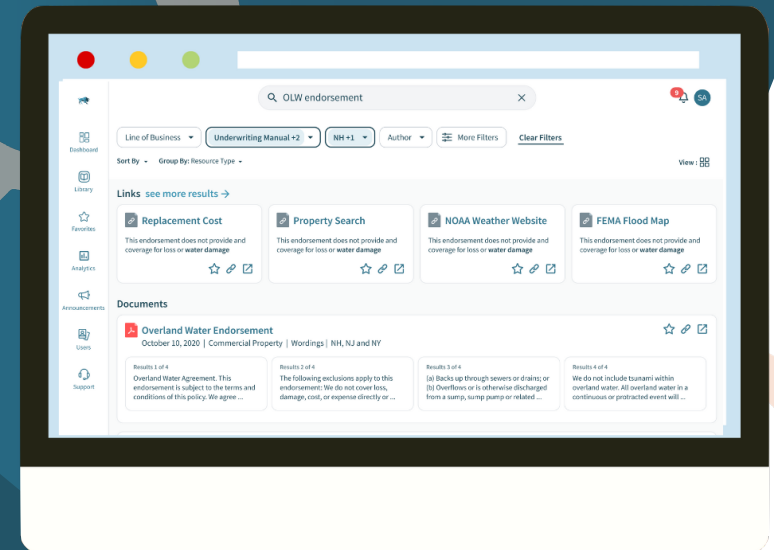 OLW endorsement
9
SA
Line of Business
Underwriting Manual +2
NH +1
Author
More Filters
Clear Filters
Sort By
Group By: Resource Type
View :
Dashboard
Library
Favorites
Analytics
Announcements
Users
Support
Links see more results →
Replacement Cost
This endorsement does not provide and
coverage for loss or water damage
Property Search
This endorsement does not provide and
coverage for loss or water damage
NOAA Weather Website
This endorsement does not provide and
coverage for loss or water damage
FEMA Flood Map
This endorsement does not provide and
coverage for loss or water damage
Documents
Overland Water Endorsement
October 10, 2020 | Commercial Property | Wordings | NH, NJ and NY
Results 1 of 4
Overland Water Agreement. This
endorsement is subject to the terms and
conditions of this policy. We agree ...
Results 2 of 4
The following exclusions apply to this
endorsement: We do not cover loss,
damage, cost, or expense directly or ...
Results 3 of 4
(a) Backs up through sewers or drains; or
(b) Overflows or is otherwise discharged
from a sump, sump pump or related ...
Results 4 of 4
We do not include tsunami within
overland water. All overland water in a
continuous or protracted event will ...